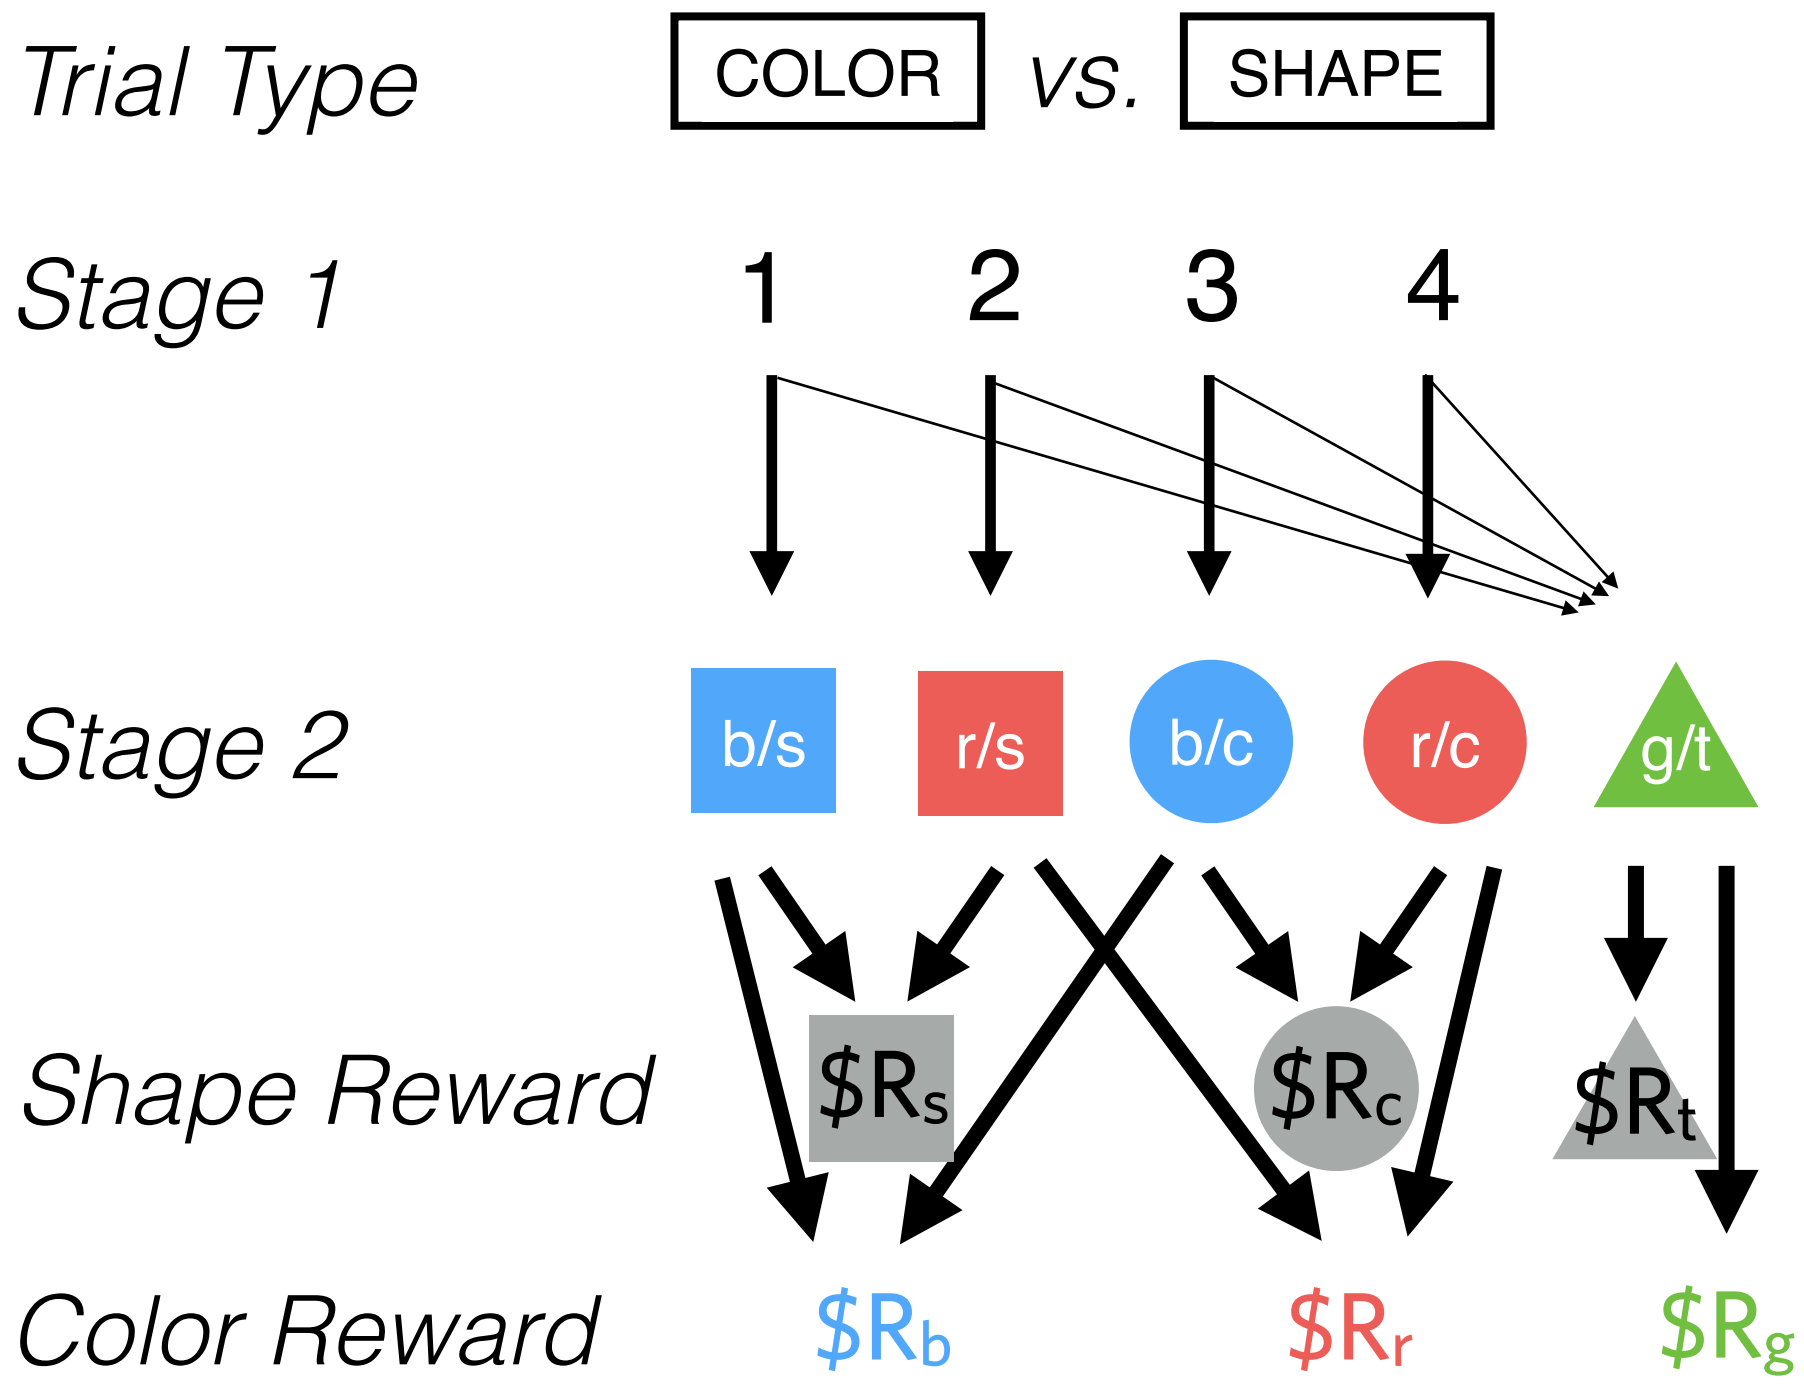 Trial Type COLOR vs. SHAPE
Stage 1 1 2 3 4
Stage 2 b/s r/s b/c r/c g/t
Shape Reward $Rs $Rc $Rt
Color Reward $Rb $Rr $Rg